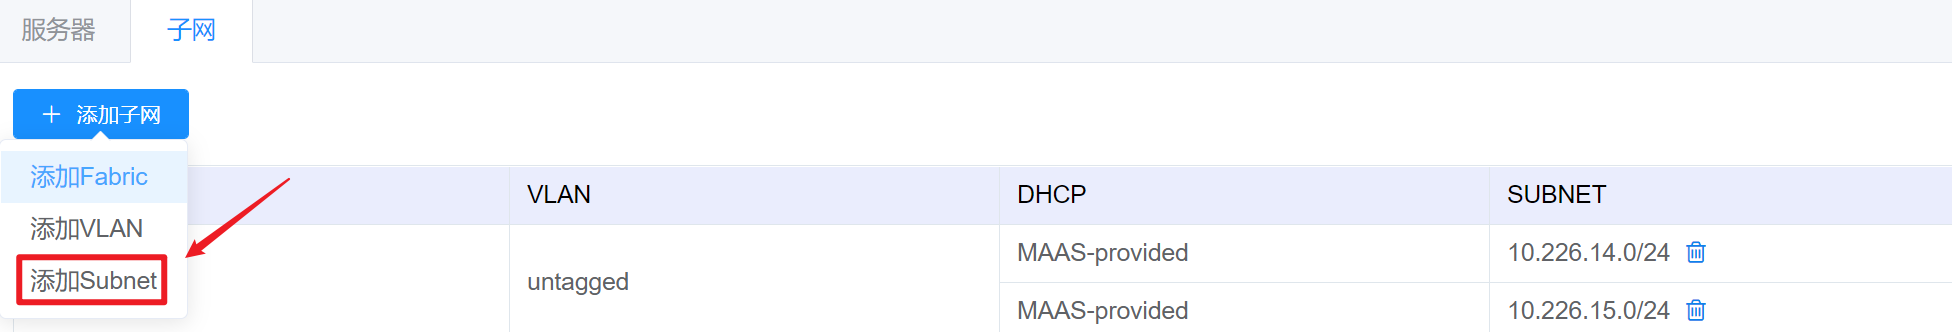 服务器 子网
添加子网
添加Fabric
添加VLAN
添加Subnet
VLAN DHCP SUBNET
untagged
MAAS-provided 10.226.14.0/24
MAAS-provided 10.226.15.0/24